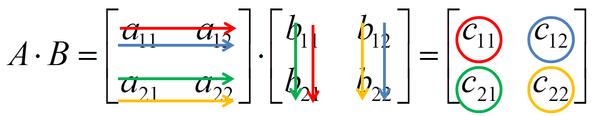 A · B = [ a₁₁ a₁₂ ] · [ b₁₁ b₁₂ ] = [ c₁₁ c₁₂ ]
a₂₁ a₂₂ b₂₁ b₂₂ c₂₁ c₂₂